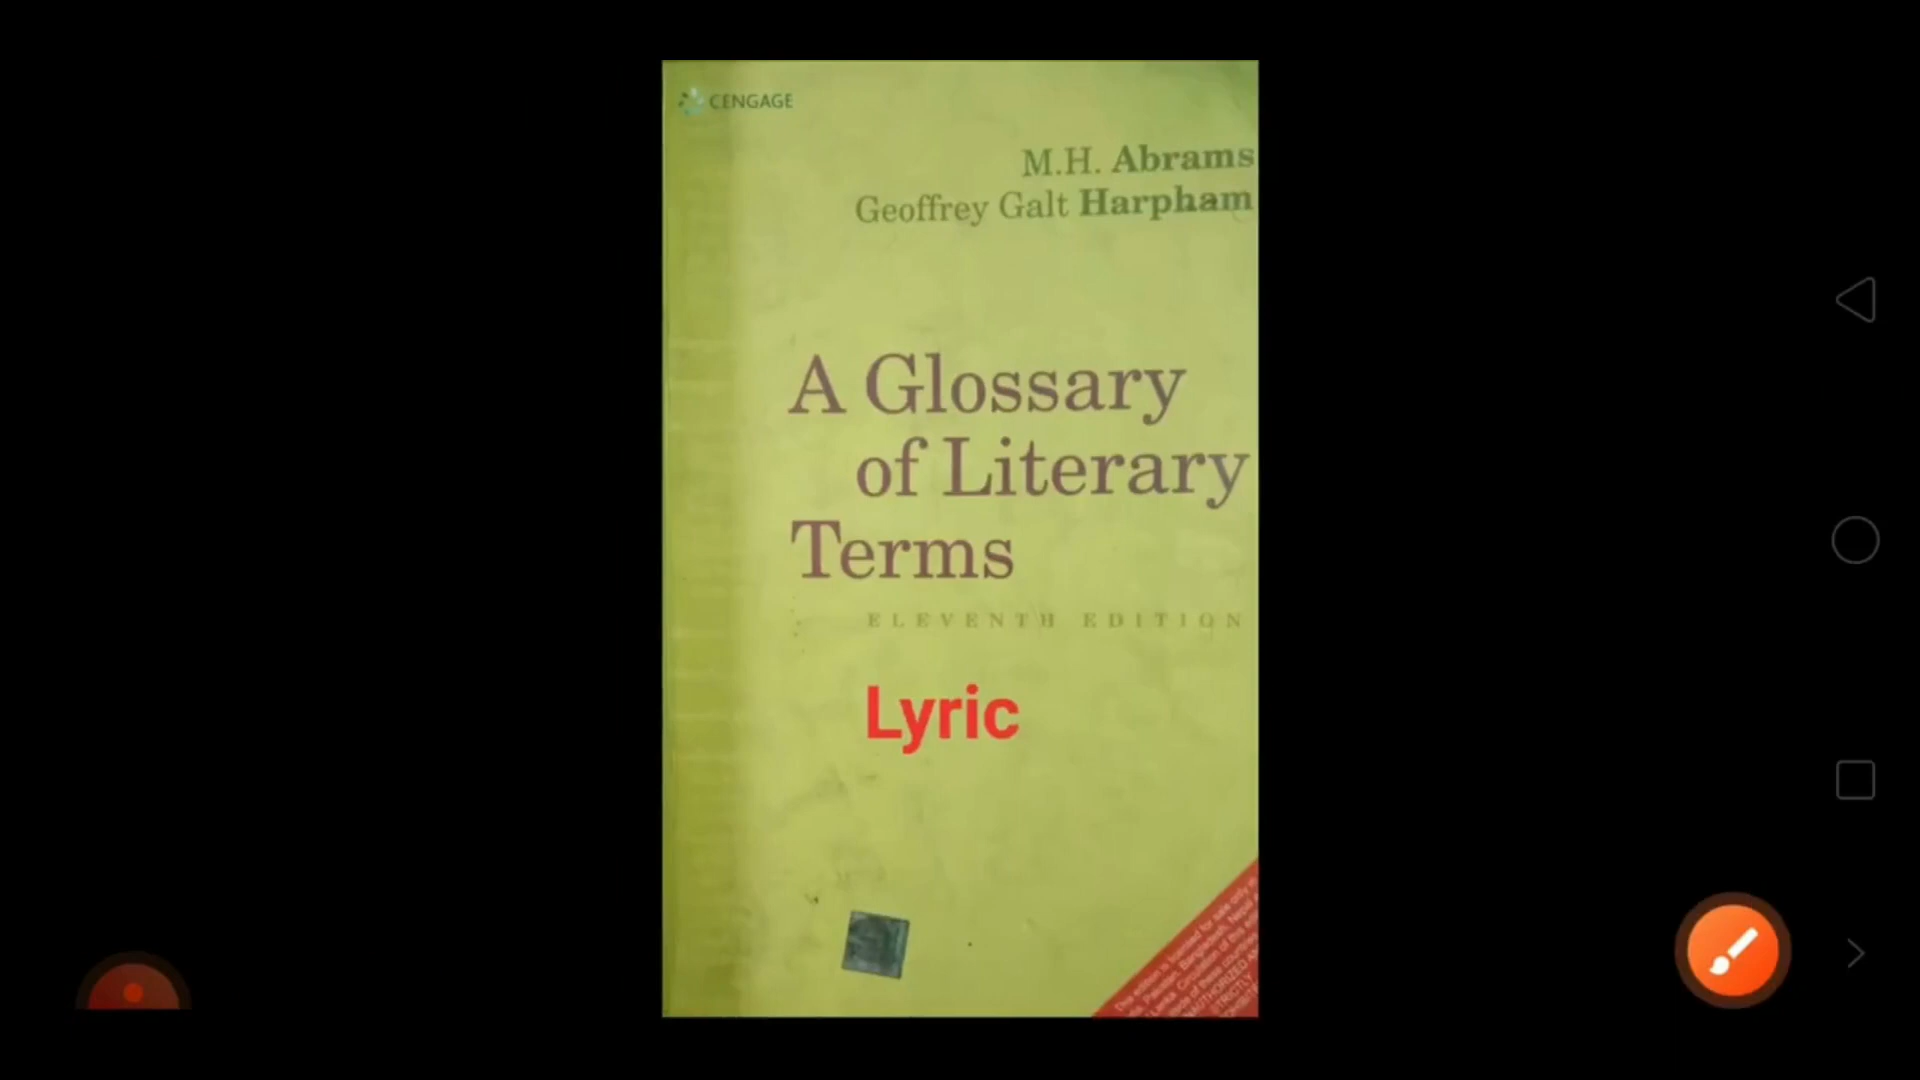 CENGAGE
M.H. Abrams
Geoffrey Galt Harpham
A Glossary
of Literary
Terms
ELEVENTH EDITION
Lyric